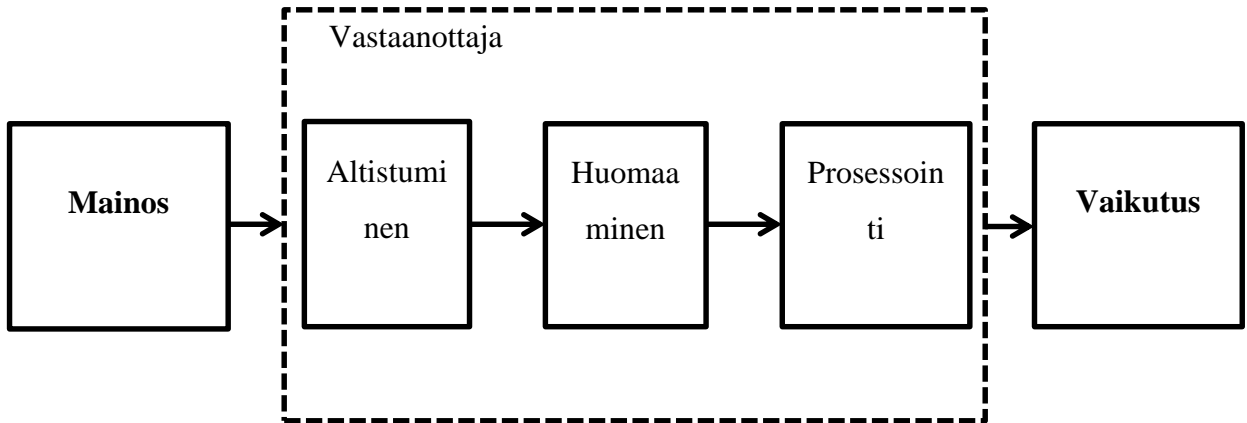 Vastaanottaja
Mainos
Altistumi
nen
Huomaa
minen
Prosessoin
ti
Vaikutus